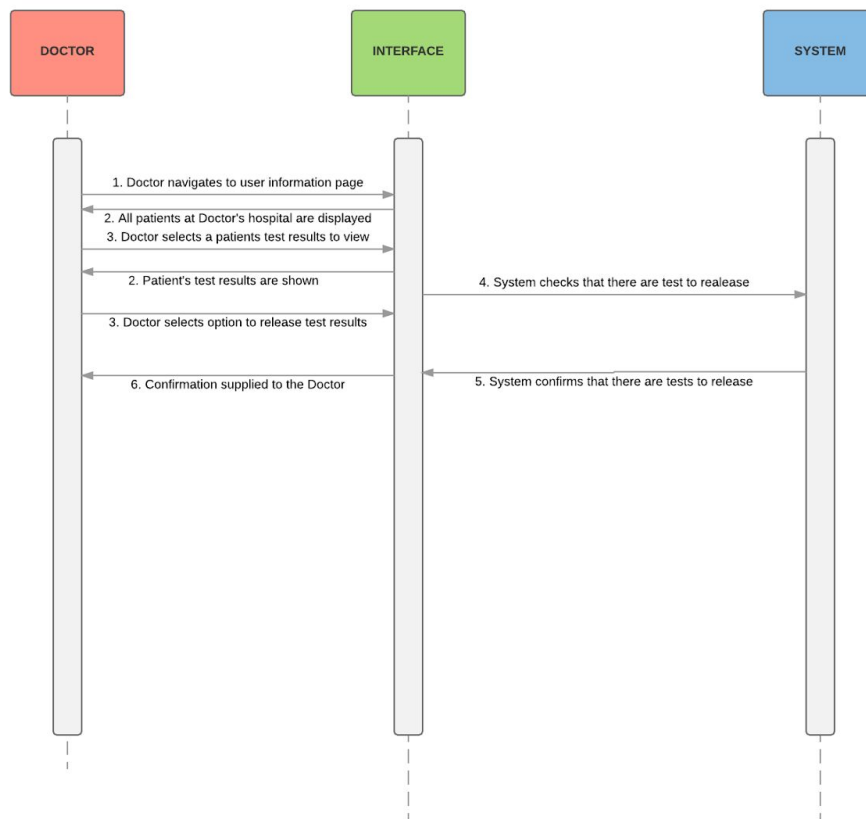 DOCTOR
INTERFACE
SYSTEM
1. Doctor navigates to user information page
2. All patients at Doctor's hospital are displayed
3. Doctor selects a patients test results to view
2. Patient's test results are shown
4. System checks that there are test to realease
3. Doctor selects option to release test results
6. Confirmation supplied to the Doctor
5. System confirms that there are tests to release